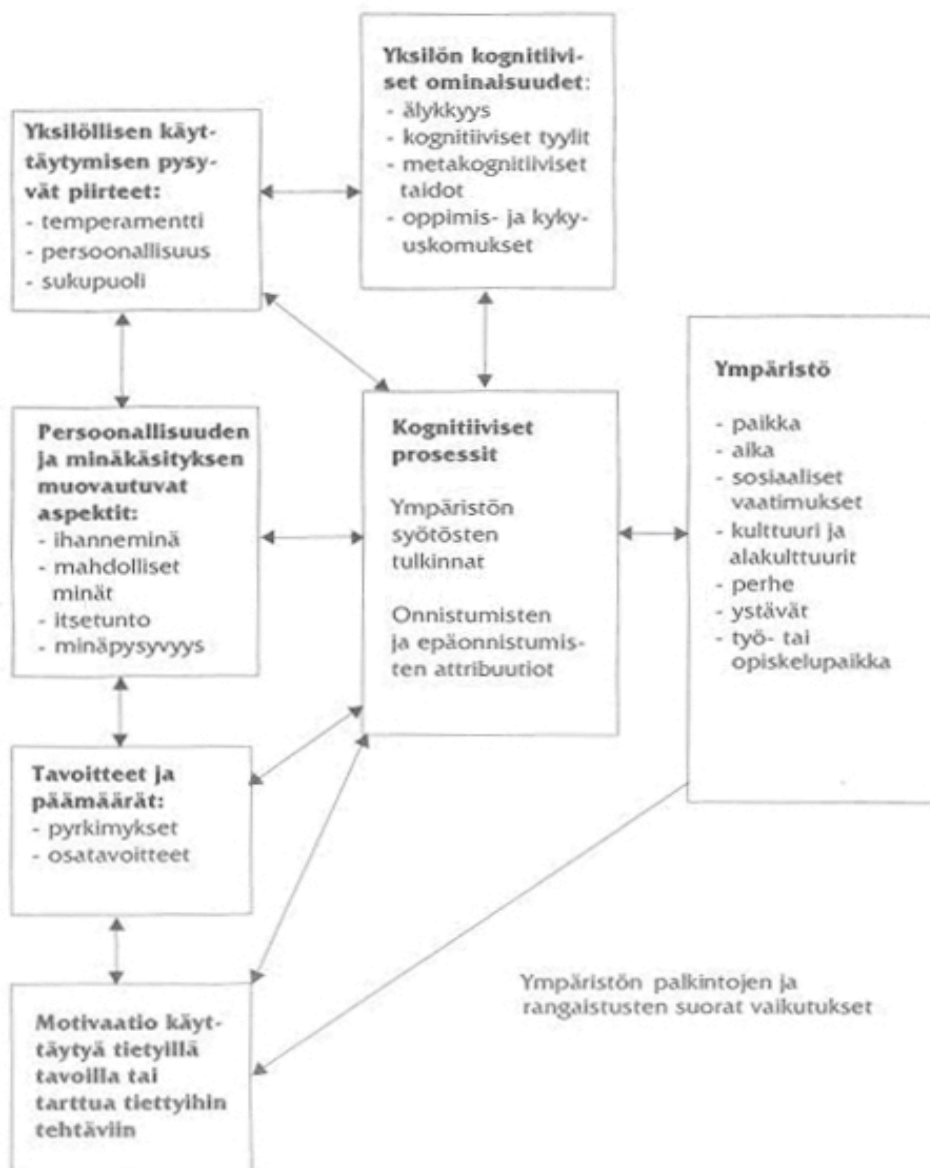 Yksilön kognitiivi-
set ominaisuudet:
- älykkyys
- kognitiiviset tyylit
- metakognitiiviset
taidot
- oppimis- ja kyky-
uskomukset
Yksilöllisen käyt-
täytymisen pysy-
vät piirteet:
- temperamentti
- persoonallisuus
- sukupuoli
Persoonallisuuden
ja minäkäsityksen
muovautuvat
aspektit:
- ihanneminä
- mahdolliset
minät
- itsetunto
- minäpysyvyys
Kognitiiviset
prosessit
Ympäristön
syötösten
tulkinnat
Onnistumisten
ja epäonnistumis-
ten attribuutiot
Ympäristö
- paikka
- aika
- sosiaaliset
vaatimukset
- kulttuuri ja
alakulttuurit
- perhe
- ystävät
- työ- tai
opiskelupaikka
Tavoitteet ja
päämäärät:
- pyrkimykset
- osatavoitteet
Motivaatio käyt-
täytyä tietyillä
tavoilla tai
tarttua tiettyihin
tehtäviin
Ympäristön palkintojen ja
rangaistusten suorat vaikutukset